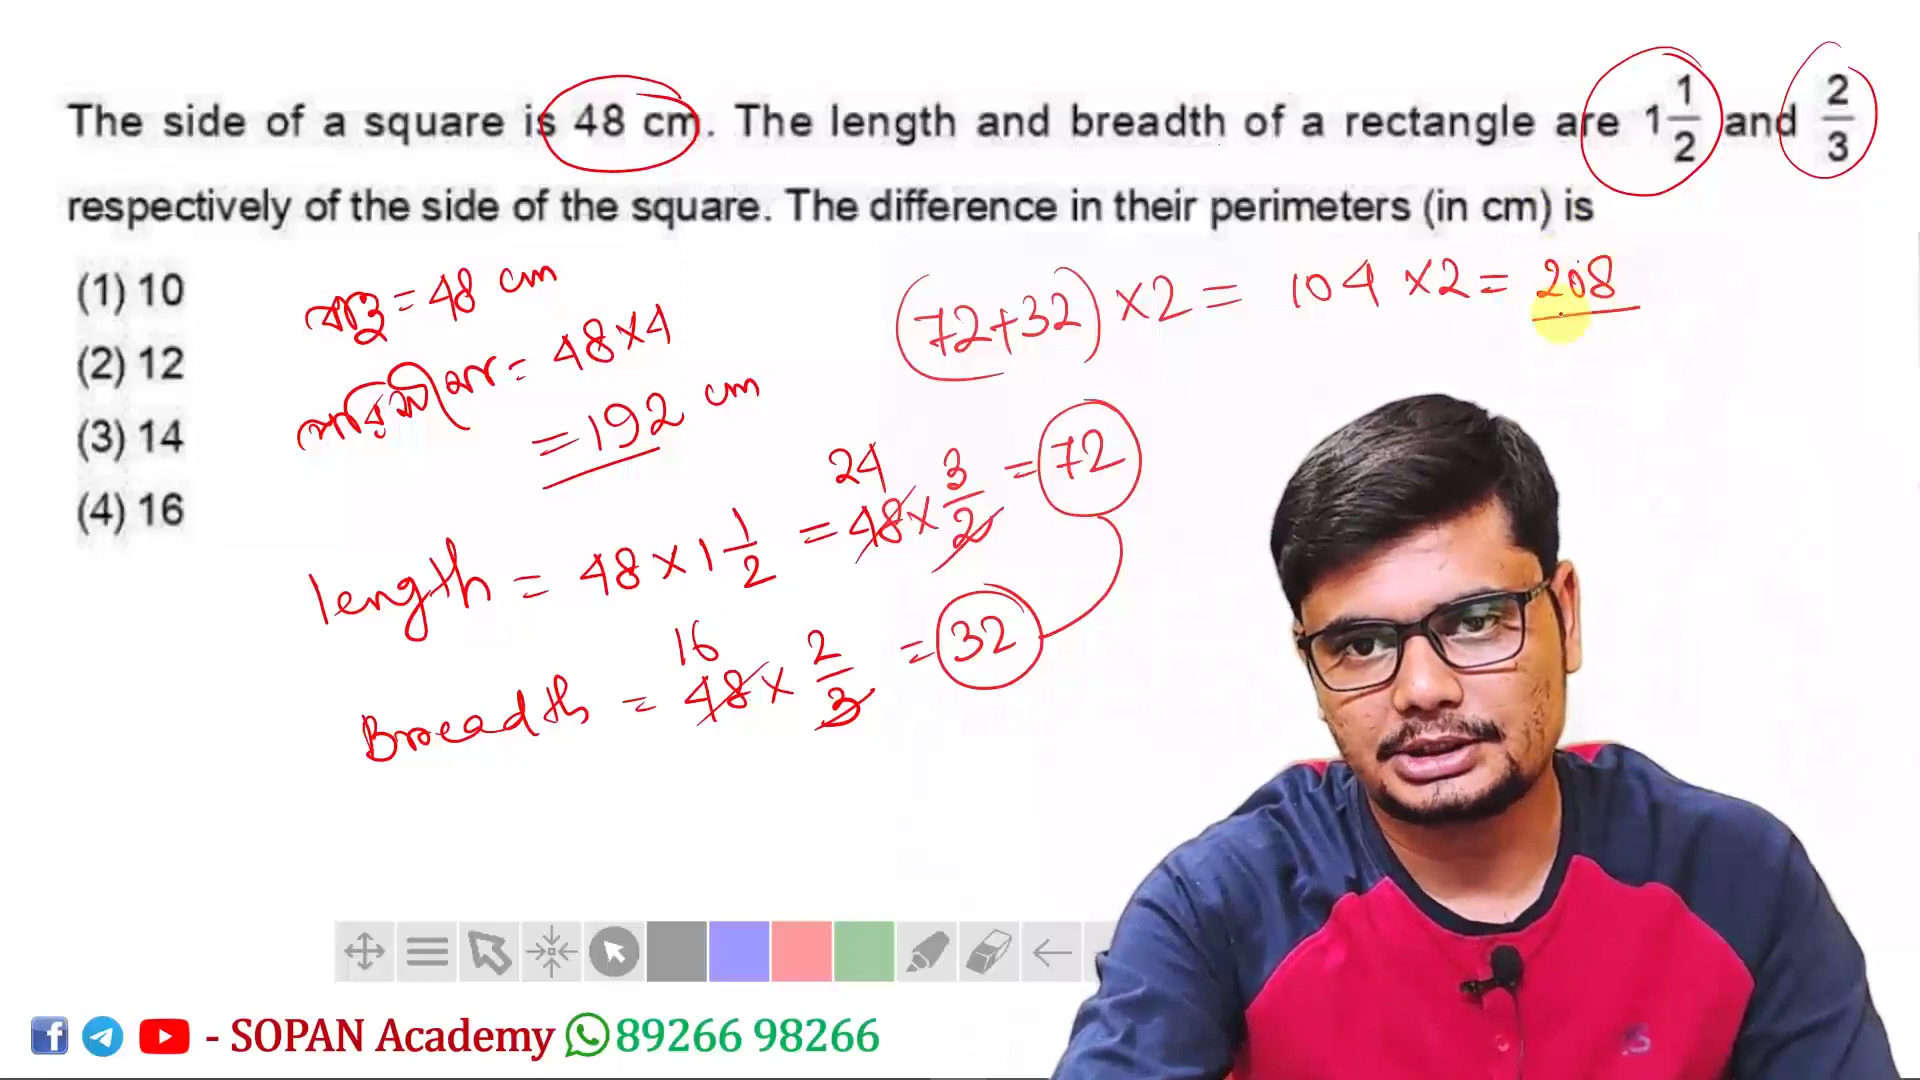 The side of a square is 48 cm. The length and breadth of a rectangle are 1 1/2 and 2/3
respectively of the side of the square. The difference in their perimeters (in cm) is
(1) 10
(2) 12
(3) 14
(4) 16
বাহু = 48 cm
পরিসীমা = 48 × 4
= 192 cm
(72+32) × 2 = 104 × 2 = 208
length = 48 × 1 1/2 = 48 × 3/2 = 72
24
Breadth = 48 × 2/3 = 32
16
- SOPAN Academy 89266 98266